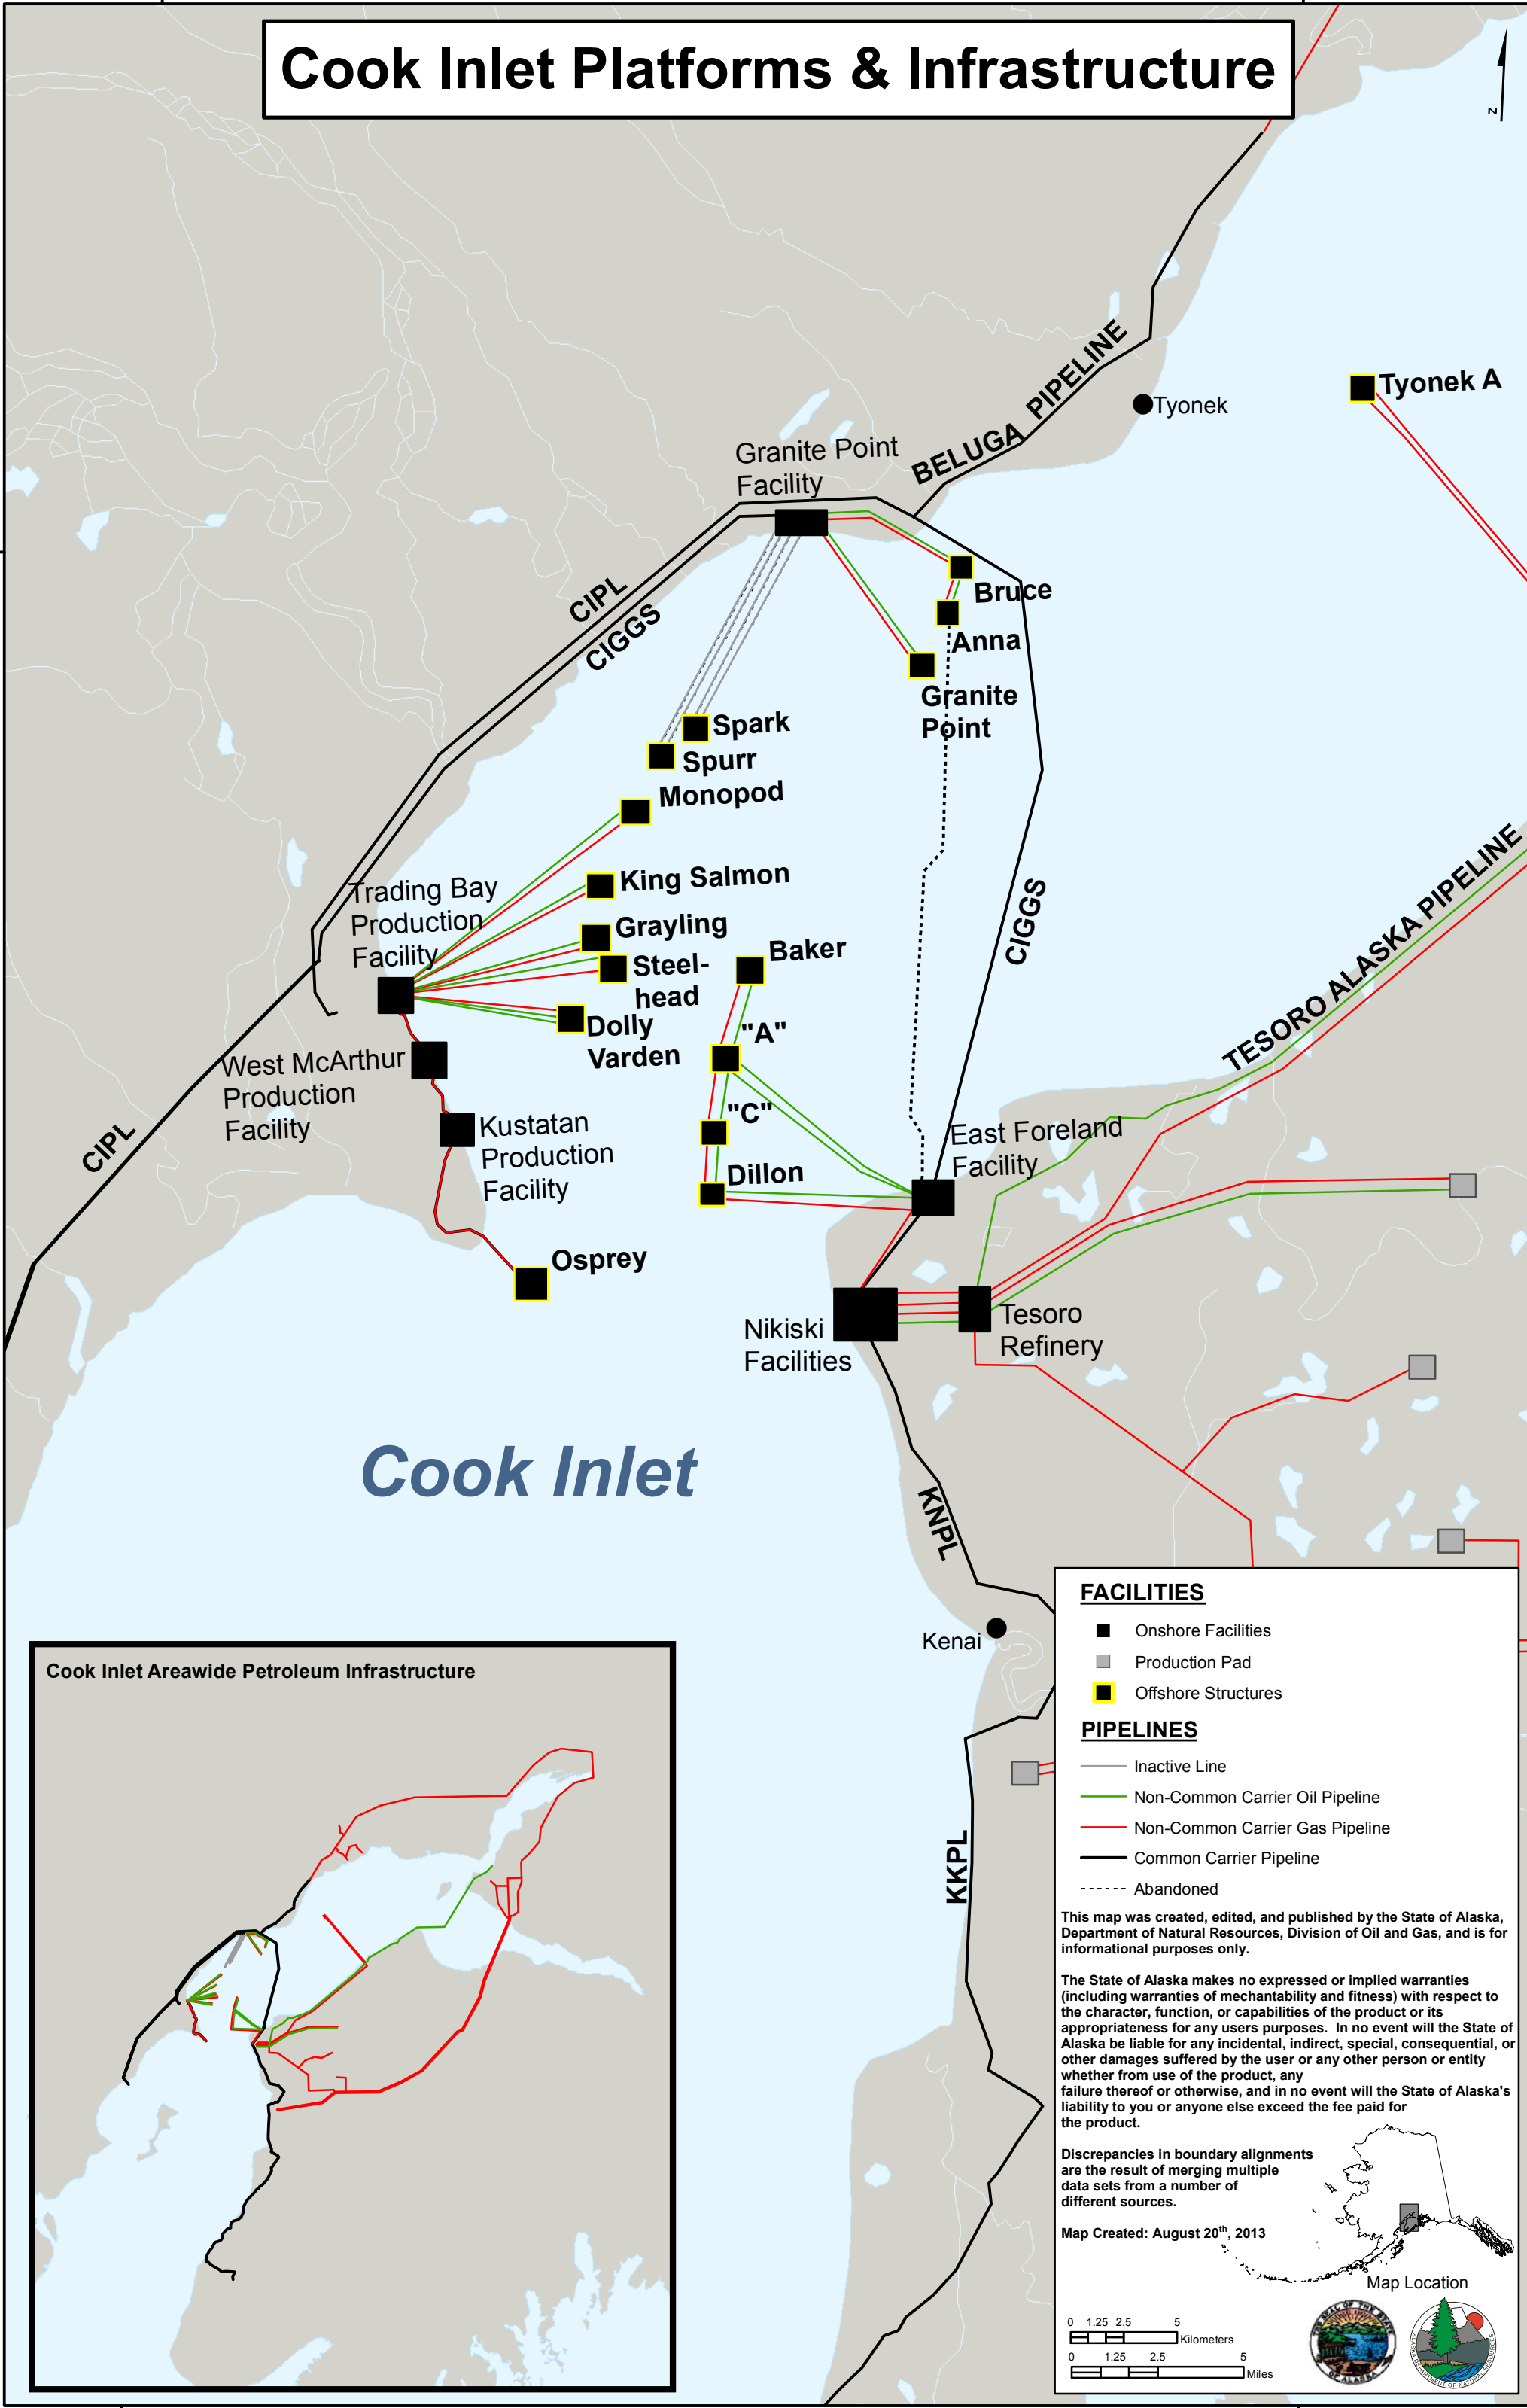 Cook Inlet Platforms & Infrastructure
z
Tyonek A
Tyonek
BELUGA PIPELINE
Granite Point
Facility
CIPL
CIGGS
Bruce
Anna
Granite
Point
Spark
Spurr
Monopod
King Salmon
Trading Bay
Production
Facility
Grayling
Steel-
head
Baker
CIGGS
TESORO ALASKA PIPELINE
Dolly
Varden
"A"
West McArthur
Production
Facility
"C"
CIPL
Kustatan
Production
Facility
East Foreland
Facility
Dillon
Osprey
Nikiski
Facilities
Tesoro
Refinery
Cook Inlet
KNPL
Kenai
KKPL
Cook Inlet Areawide Petroleum Infrastructure
FACILITIES
Onshore Facilities
Production Pad
Offshore Structures
PIPELINES
Inactive Line
Non-Common Carrier Oil Pipeline
Non-Common Carrier Gas Pipeline
Common Carrier Pipeline
Abandoned
This map was created, edited, and published by the State of Alaska,
Department of Natural Resources, Division of Oil and Gas, and is for
informational purposes only.
The State of Alaska makes no expressed or implied warranties
(including warranties of mechantability and fitness) with respect to
the character, function, or capabilities of the product or its
appropriateness for any users purposes.  In no event will the State of
Alaska be liable for any incidental, indirect, special, consequential, or
other damages suffered by the user or any other person or entity
whether from use of the product, any
failure thereof or otherwise, and in no event will the State of Alaska's
liability to you or anyone else exceed the fee paid for
the product.
Discrepancies in boundary alignments
are the result of merging multiple
data sets from a number of
different sources.
Map Created: August 20th, 2013
Map Location
0 1.25 2.5 5
Kilometers
0 1.25 2.5 5
Miles
THE SEAL OF THE STATE OF ALASKA
ALASKA DEPARTMENT OF NATURAL RESOURCES